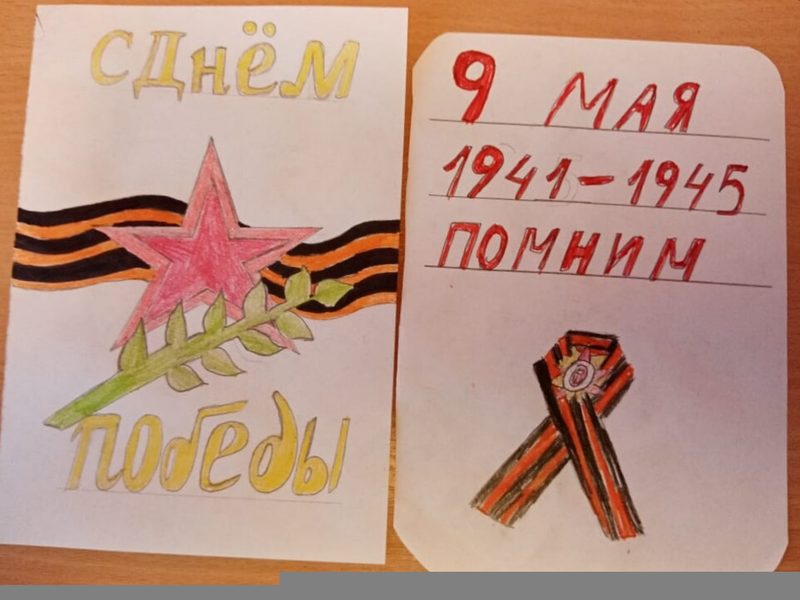 С Днём
Победы
9 МАЯ
1941-1945
ПОМНИМ